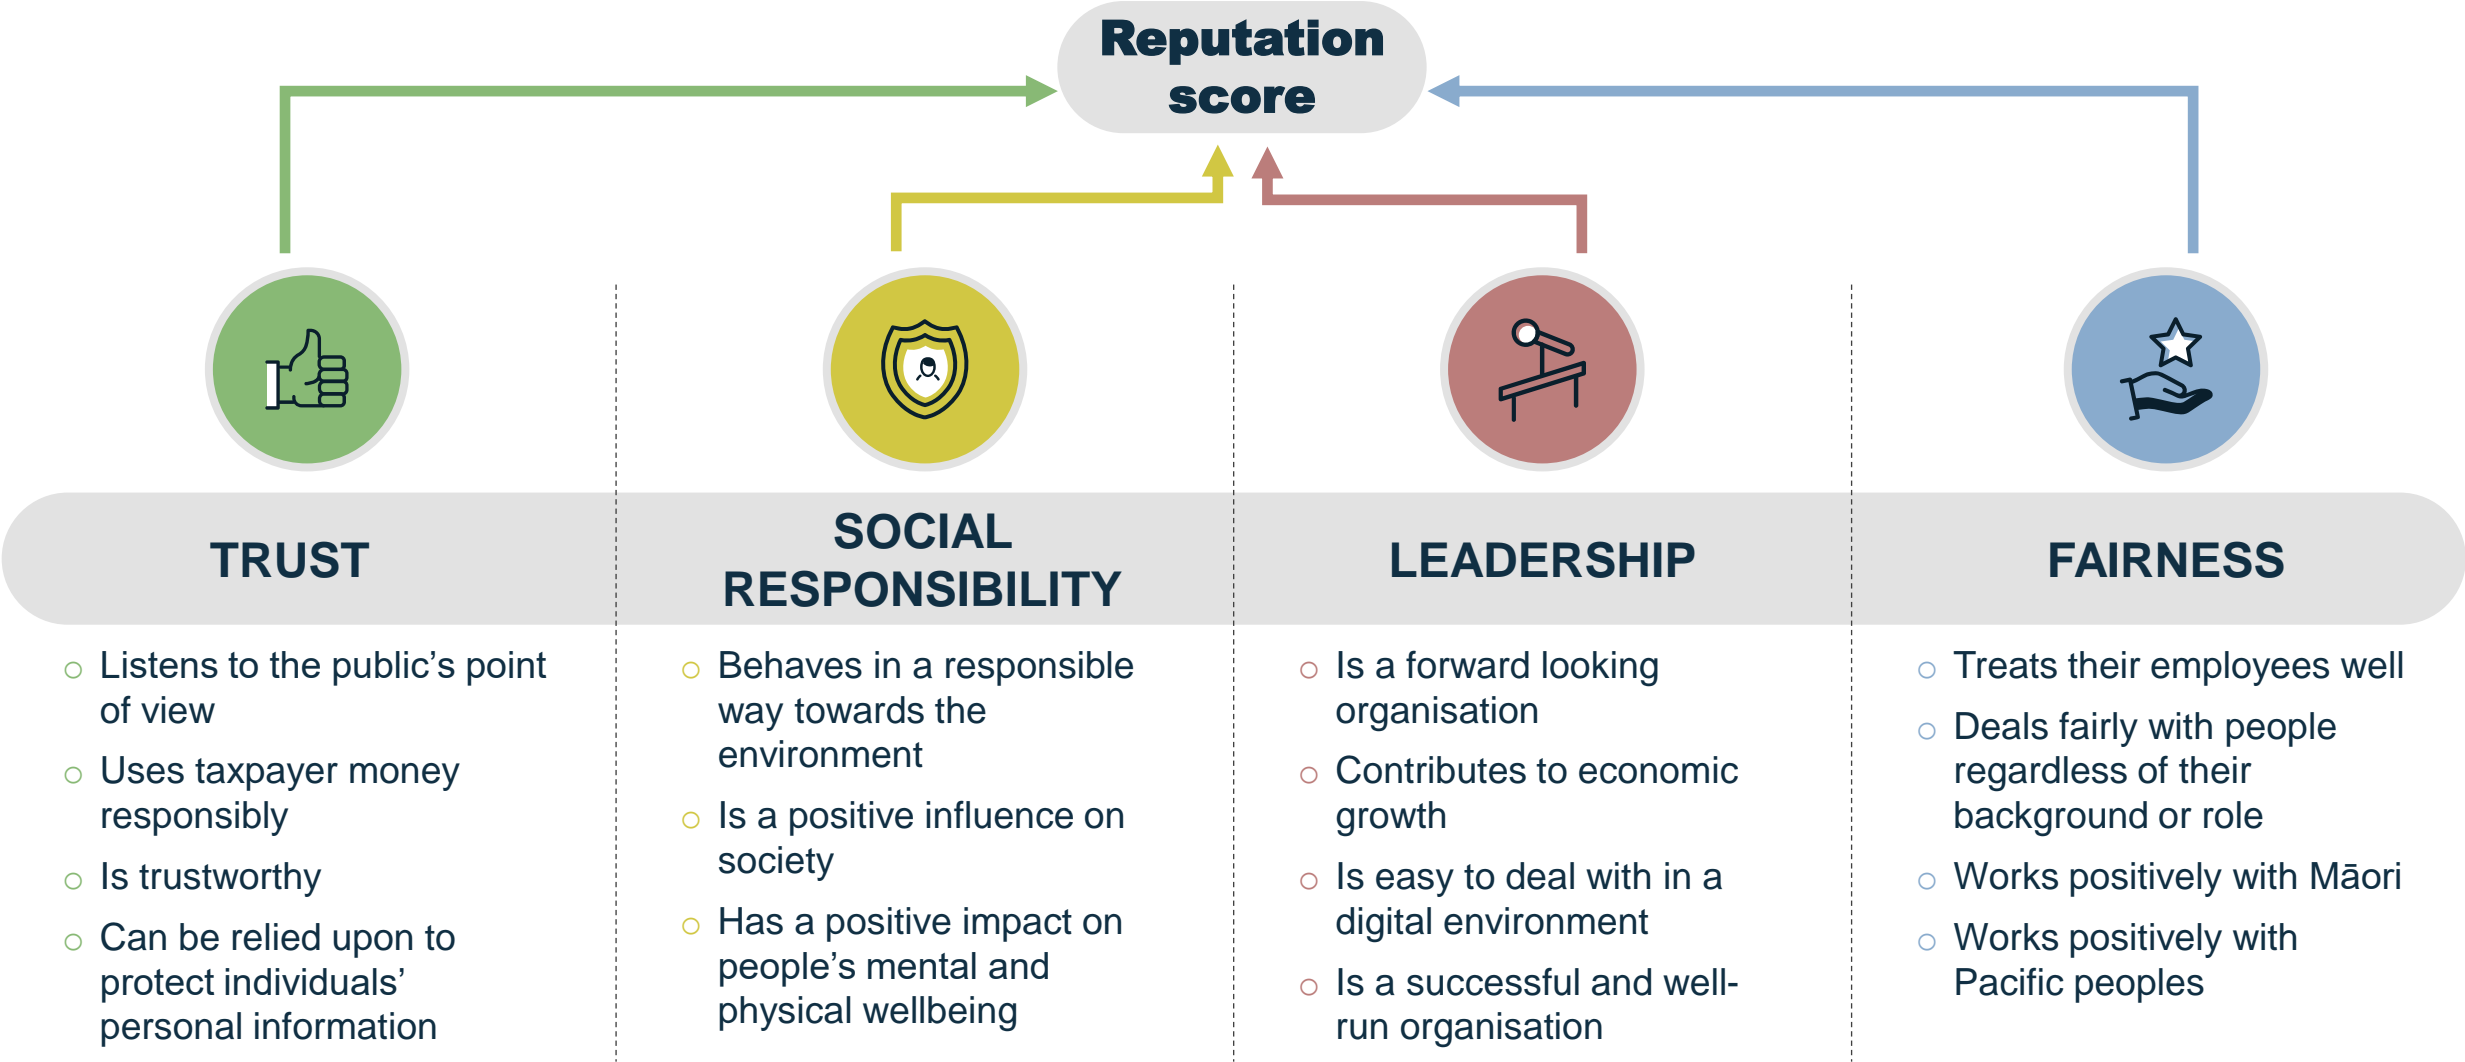 Reputation
score
TRUST
Listens to the public’s point
of view
Uses taxpayer money
responsibly
Is trustworthy
Can be relied upon to
protect individuals’
personal information
SOCIAL
RESPONSIBILITY
Behaves in a responsible
way towards the
environment
Is a positive influence on
society
Has a positive impact on
people’s mental and
physical wellbeing
LEADERSHIP
Is a forward looking
organisation
Contributes to economic
growth
Is easy to deal with in a
digital environment
Is a successful and well-
run organisation
FAIRNESS
Treats their employees well
Deals fairly with people
regardless of their
background or role
Works positively with Māori
Works positively with
Pacific peoples